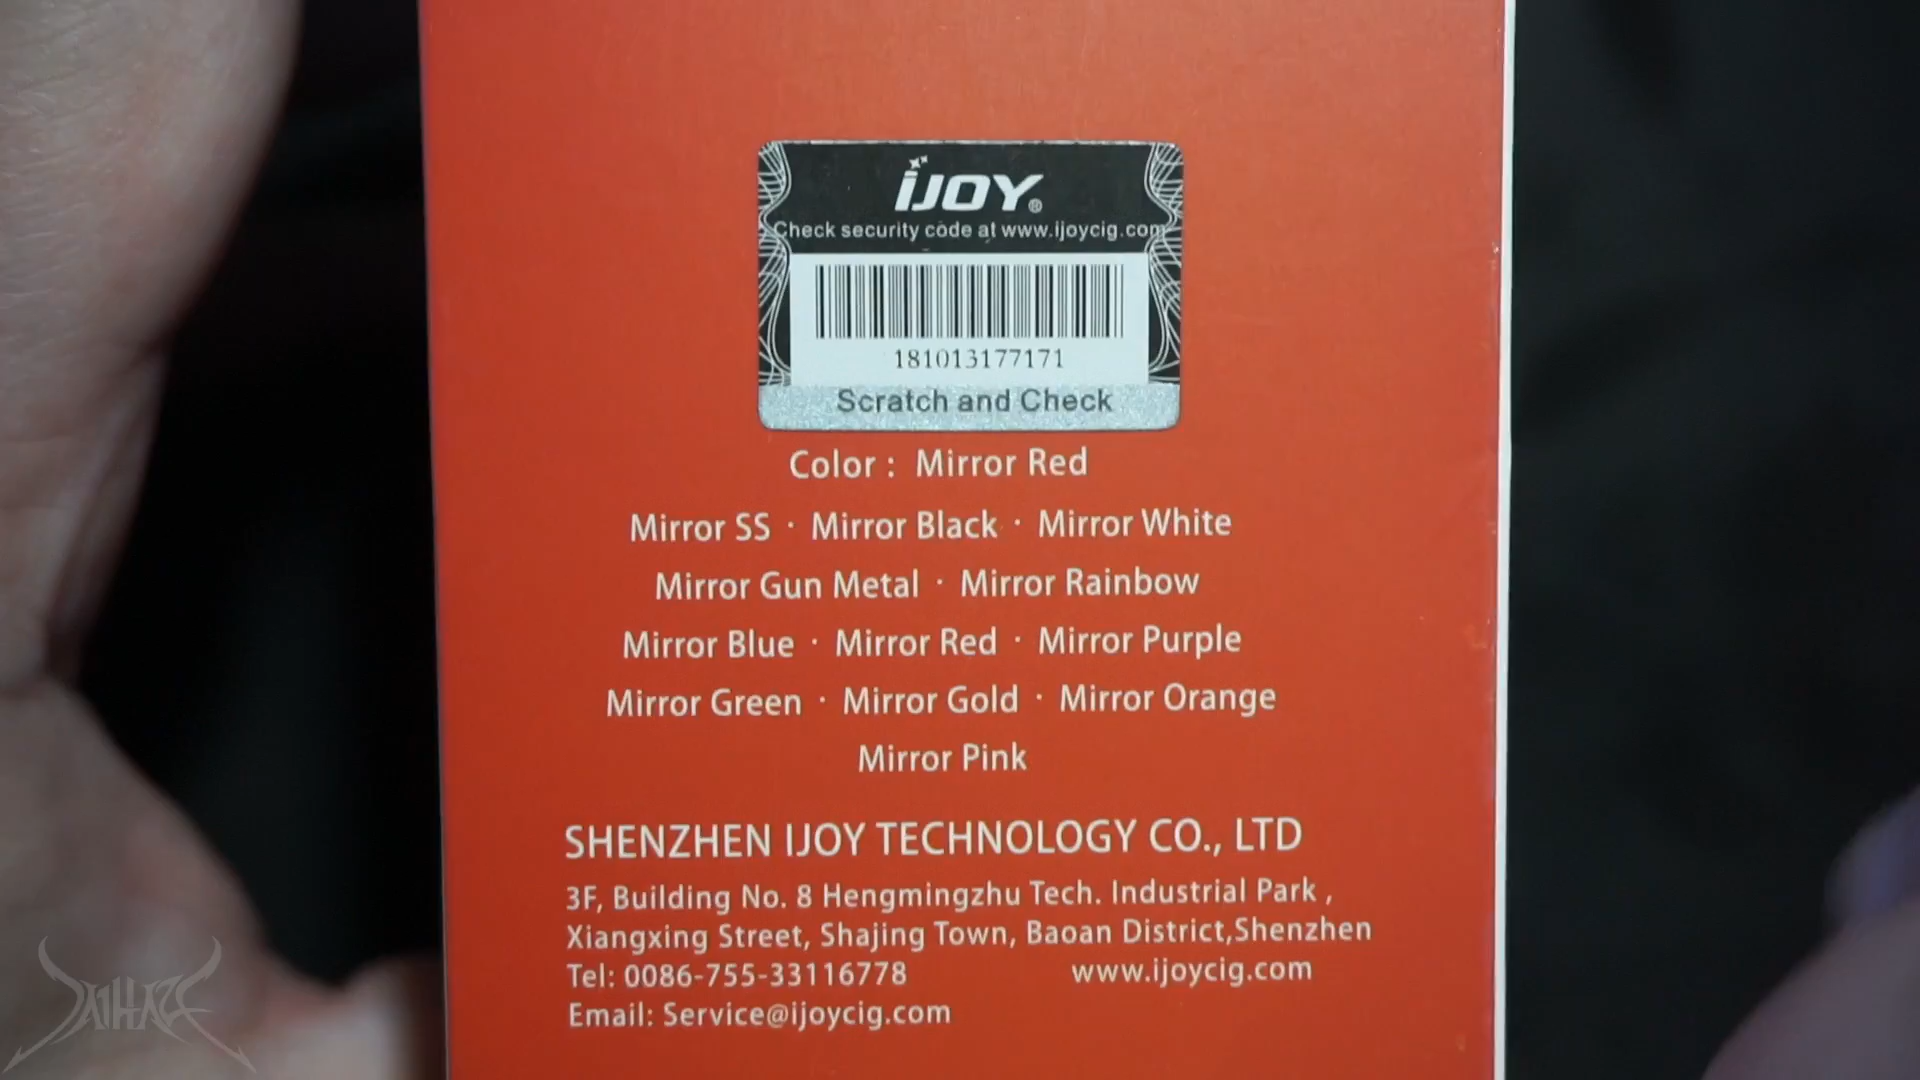 iJOY®
Check security code at www.ijoycig.com
181013177171
Scratch and Check
Color : Mirror Red
Mirror SS · Mirror Black · Mirror White
Mirror Gun Metal · Mirror Rainbow
Mirror Blue · Mirror Red · Mirror Purple
Mirror Green · Mirror Gold · Mirror Orange
Mirror Pink
SHENZHEN IJOY TECHNOLOGY CO., LTD
3F, Building No. 8 Hengmingzhu Tech. Industrial Park ,
Xiangxing Street, Shajing Town, Baoan District,Shenzhen
Tel: 0086-755-33116778 www.ijoycig.com
Email: Service@ijoycig.com